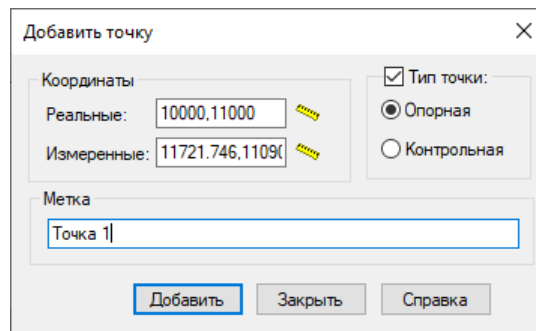 Добавить точку
Координаты
Реальные: 10000,11000
Измеренные: 11721.746,1109(
Тип точки:
Опорная
Контрольная
Метка
Точка 1
Добавить Закрыть Справка